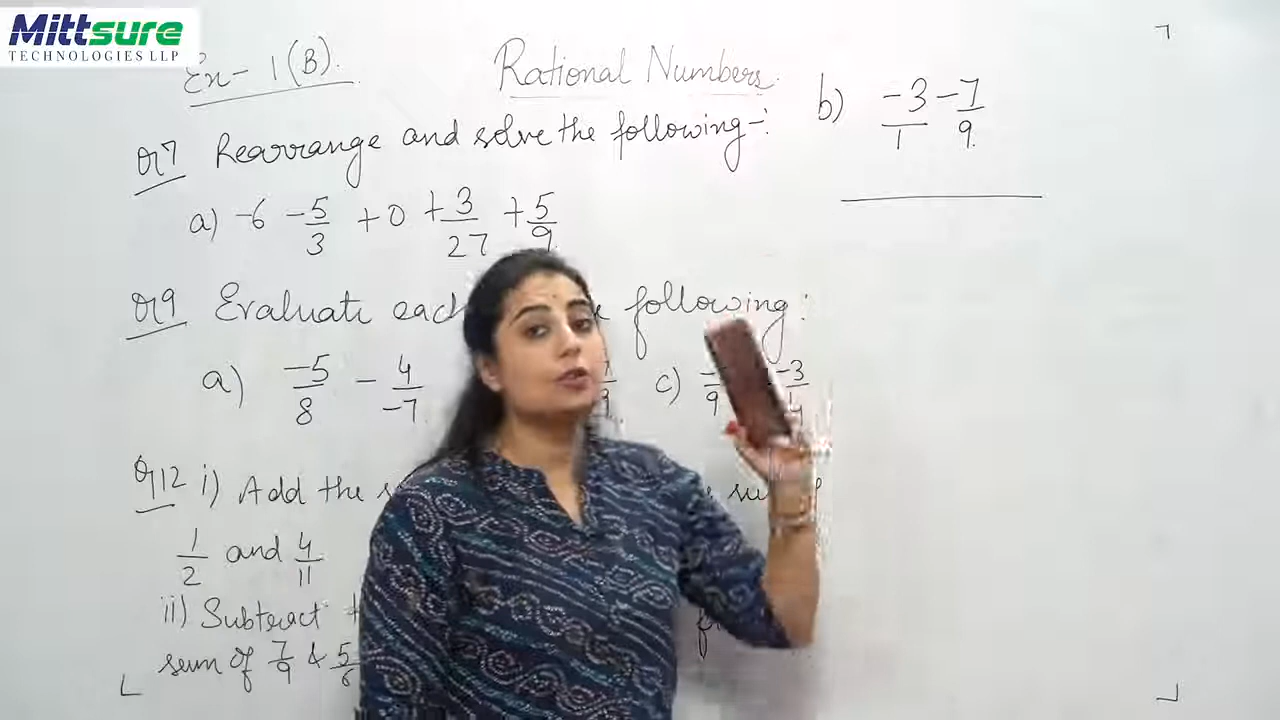 Mittsure
TECHNOLOGIES LLP
Ex- 1(B).
Rational Numbers
Q7 Rearrange and solve the following:-
a) -6 -5/3 +0 +3/27 +5/9
Q9 Evaluate each following:
a) -5/8 - 4/-7 c)
Q12 i) Add the
1/2 and 4/11
ii) Subtract
sum of 7/9 & 5/6
b) -3/1 -7/9